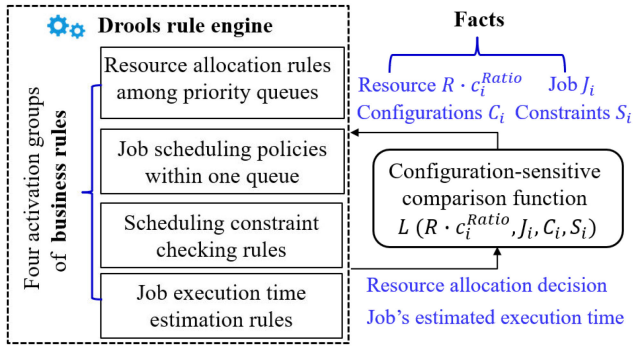 Drools rule engine
Four activation groups
of business rules
Resource allocation rules
among priority queues
Job scheduling policies
within one queue
Scheduling constraint
checking rules
Job execution time
estimation rules
Facts
Resource R · c_i^Ratio Job J_i
Configurations C_i Constraints S_i
Configuration-sensitive
comparison function
L (R · c_i^Ratio, J_i, C_i, S_i)
Resource allocation decision
Job's estimated execution time